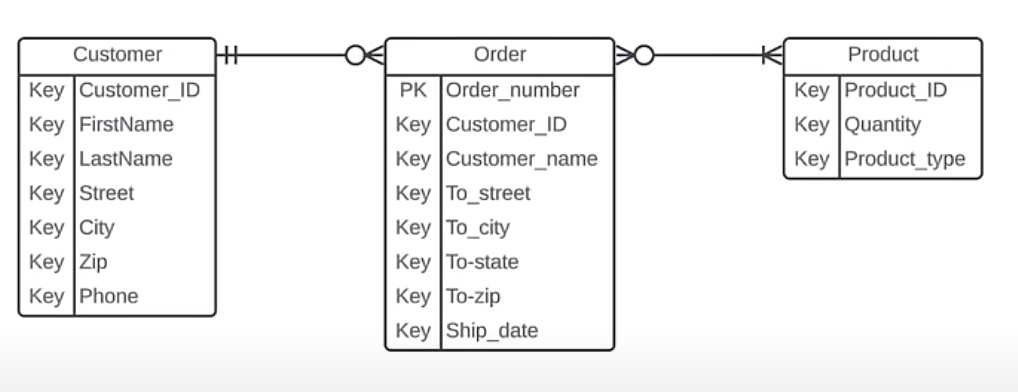 Customer
Key Customer_ID
Key FirstName
Key LastName
Key Street
Key City
Key Zip
Key Phone
Order
PK Order_number
Key Customer_ID
Key Customer_name
Key To_street
Key To_city
Key To-state
Key To-zip
Key Ship_date
Product
Key Product_ID
Key Quantity
Key Product_type